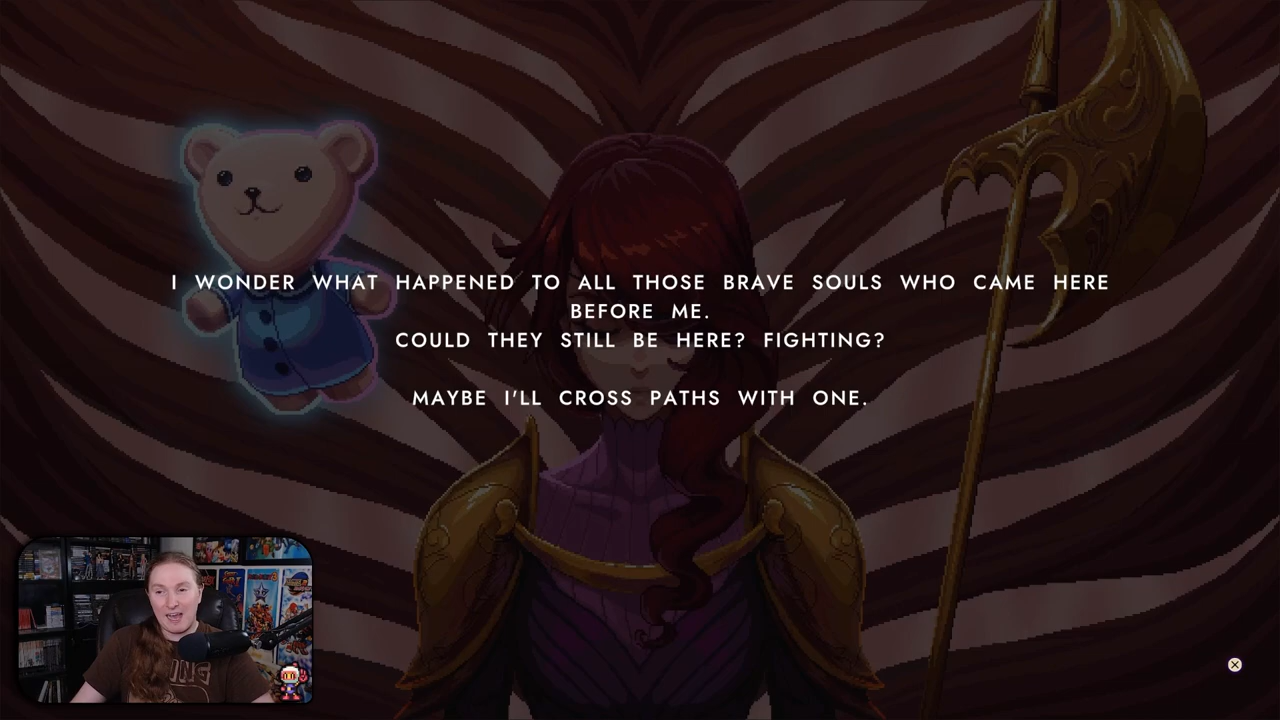 I WONDER WHAT HAPPENED TO ALL THOSE BRAVE SOULS WHO CAME HERE
BEFORE ME.
COULD THEY STILL BE HERE? FIGHTING?
MAYBE I'LL CROSS PATHS WITH ONE.